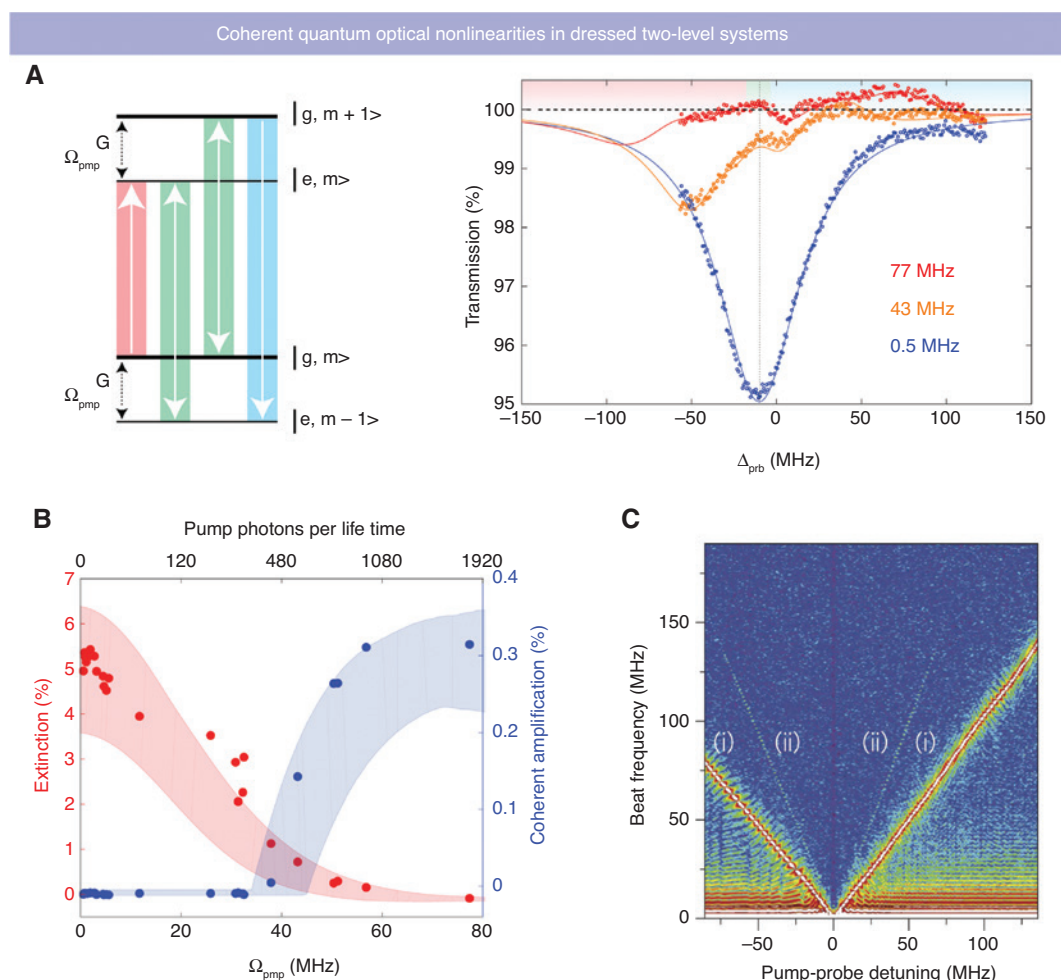 Coherent quantum optical nonlinearities in dressed two-level systems
A
|g, m + 1>
G
Ω_pmp
|e, m>
|g, m>
G
Ω_pmp
|e, m − 1>
Transmission (%)
100
99
98
97
96
95
77 MHz
43 MHz
0.5 MHz
−150
−100
−50
0
50
100
150
Δ_prb (MHz)
B
Pump photons per life time
0
120
480
1080
1920
Extinction (%)
7
6
5
4
3
2
1
0
0.4
0.3
0.2
0.1
0
Coherent amplification (%)
0
20
40
60
80
Ω_pmp (MHz)
C
Beat frequency (MHz)
150
100
50
0
(i)
(ii)
(ii)
(i)
−50
0
50
100
Pump-probe detuning (MHz)